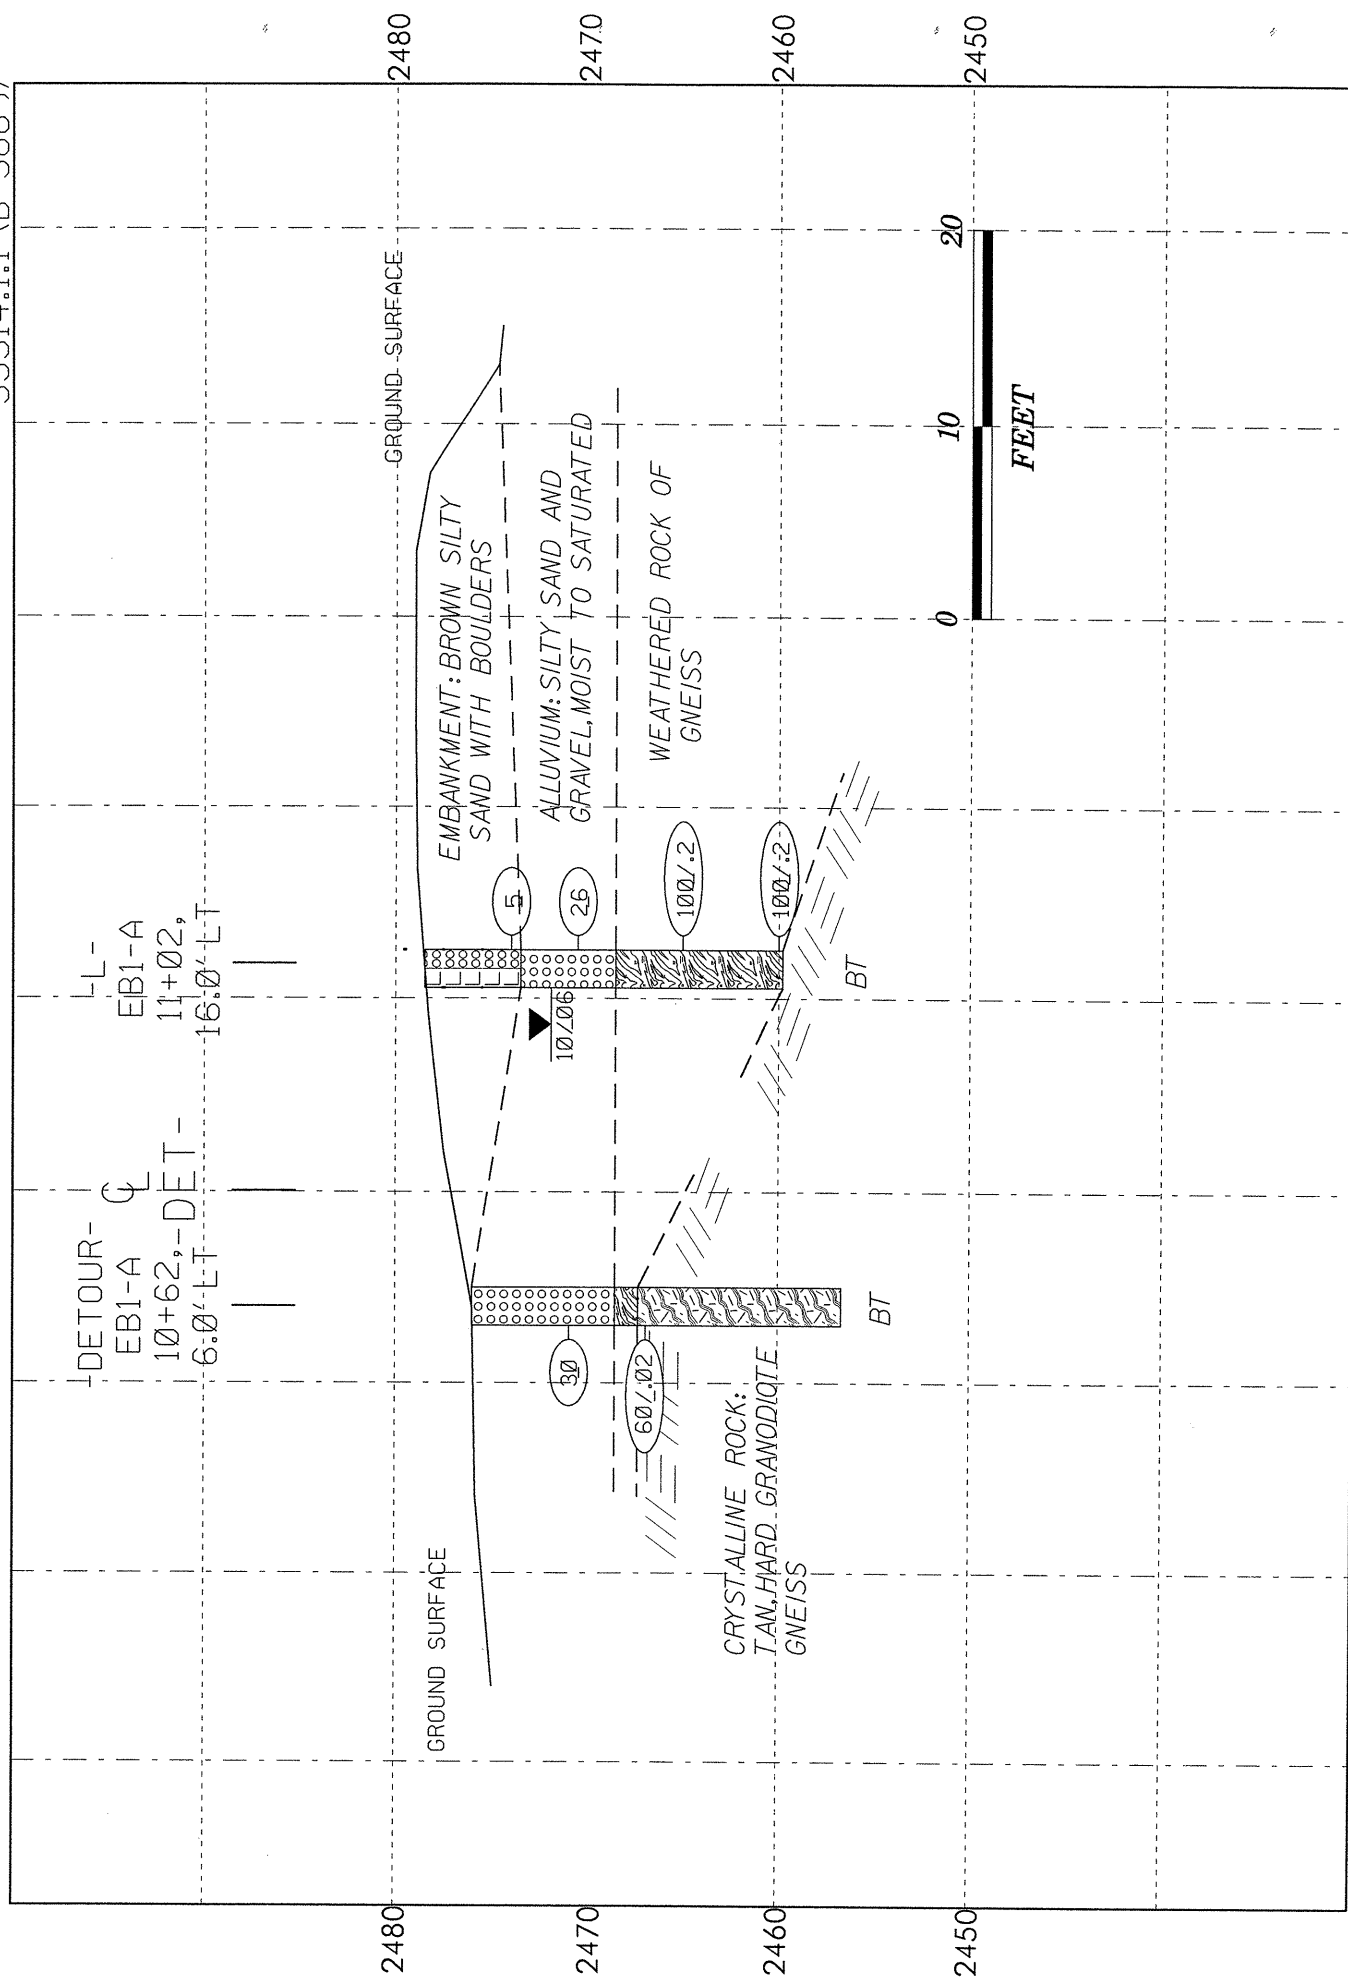 -DETOUR-
EB1-A
10+62,
6.0' LT
CL
-DET-
-L-
EB1-A
11+02,
16.0' LT
2480
2470
2460
2450
2480
2470
2460
2450
GROUND SURFACE
GROUND SURFACE
EMBANKMENT: BROWN SILTY
SAND WITH BOULDERS
ALLUVIUM: SILTY SAND AND
GRAVEL, MOIST TO SATURATED
WEATHERED ROCK OF
GNEISS
CRYSTALLINE ROCK:
TAN, HARD GRANODIOTE
GNEISS
30
60/.02
BT
10/06
5
26
100/.2
100/.2
BT
0 10 20
FEET